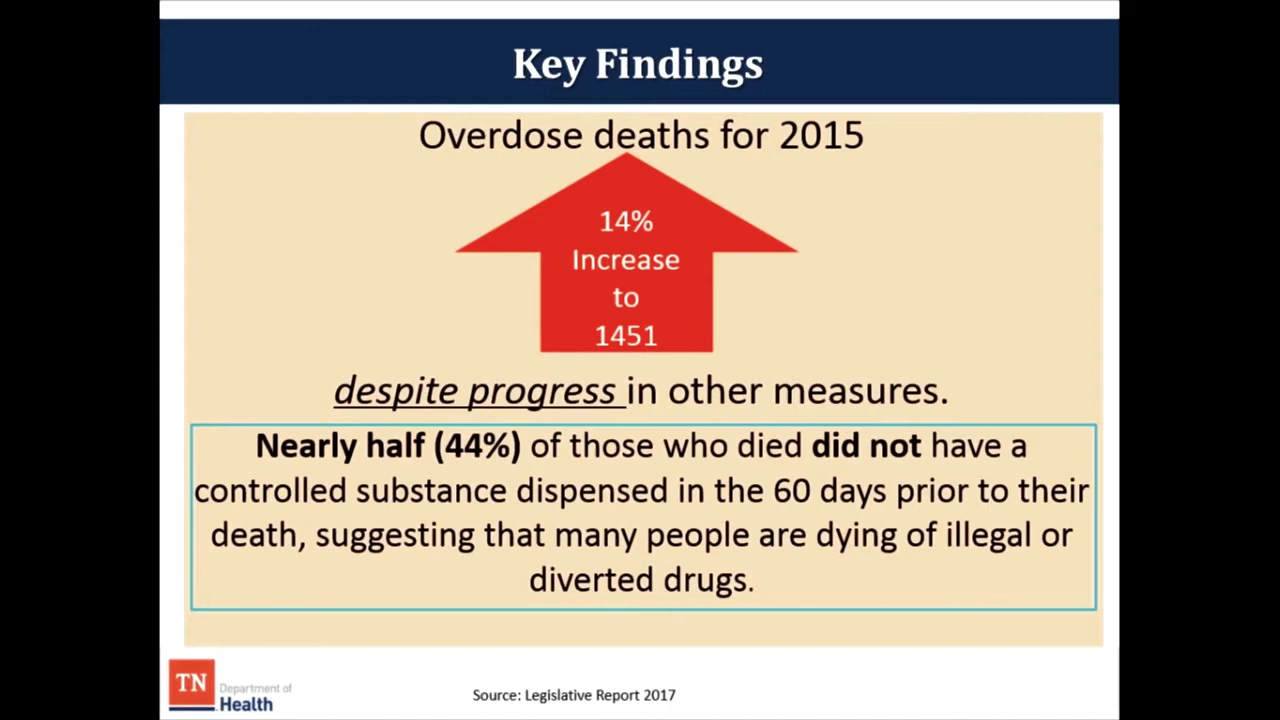 Key Findings
Overdose deaths for 2015
14%
Increase
to
1451
despite progress in other measures.
Nearly half (44%) of those who died did not have a
controlled substance dispensed in the 60 days prior to their
death, suggesting that many people are dying of illegal or
diverted drugs.
TN
Department of
Health
Source: Legislative Report 2017